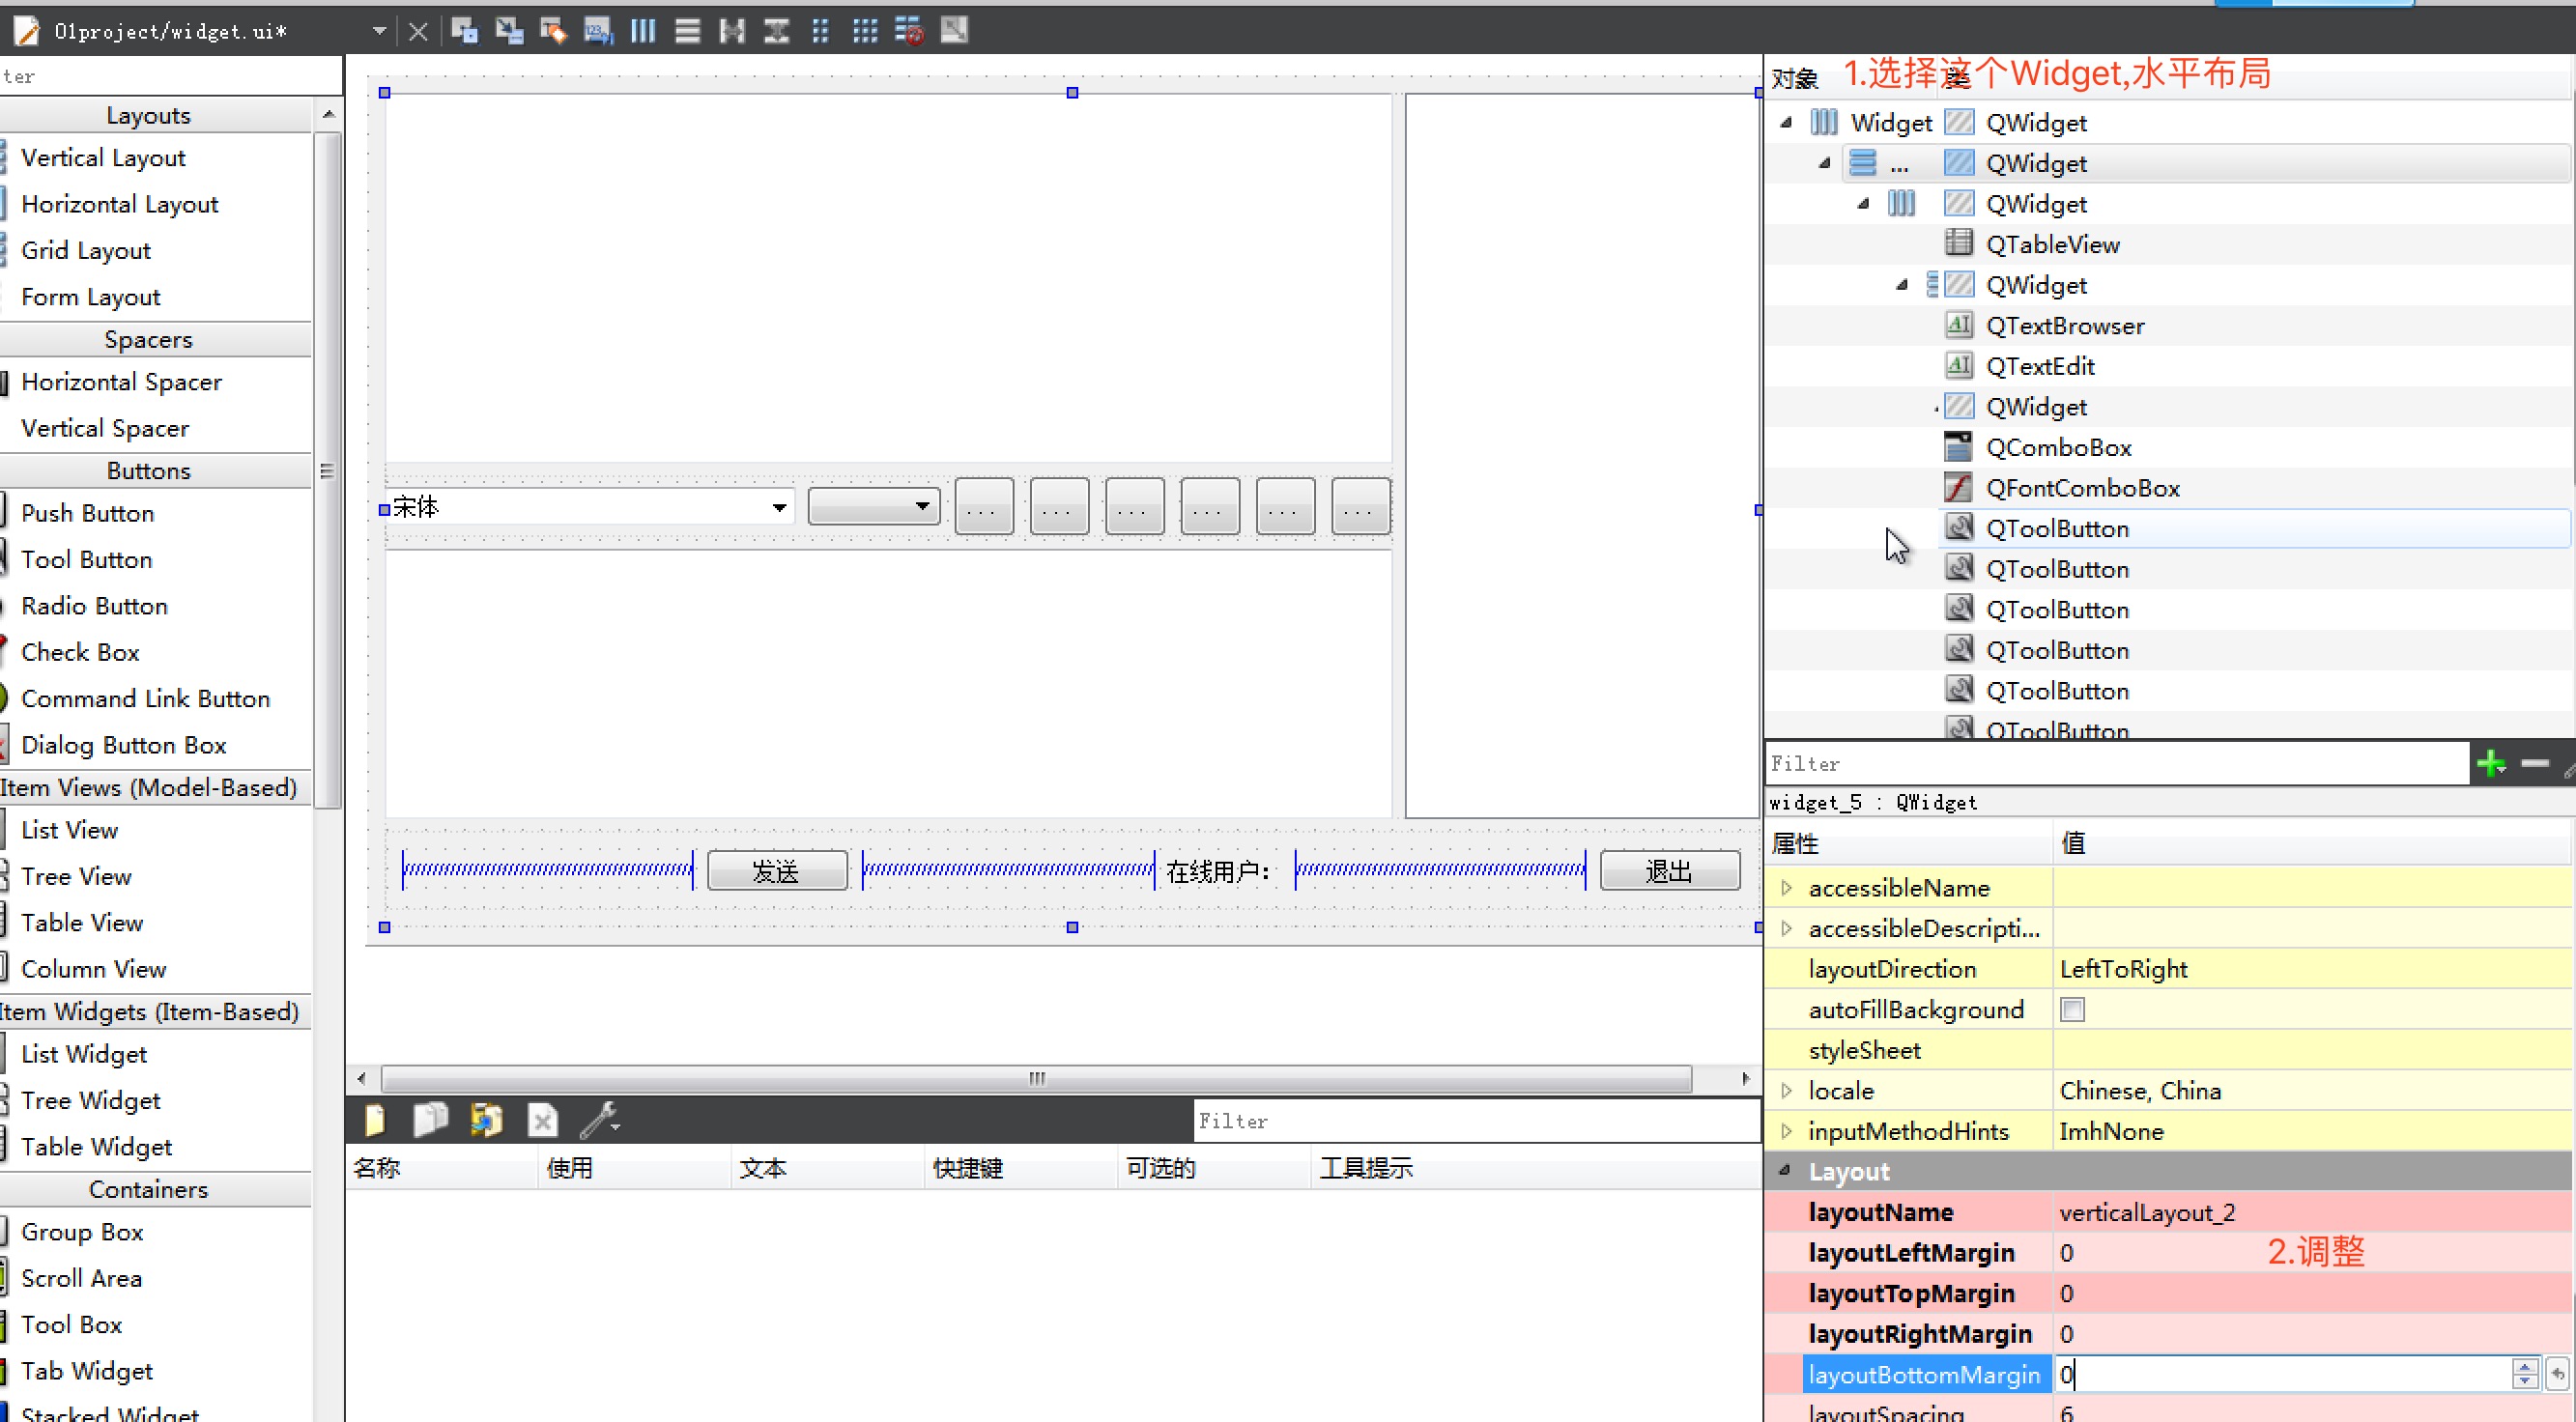 01project/widget.ui*
ter
Layouts
Vertical Layout
Horizontal Layout
Grid Layout
Form Layout
Spacers
Horizontal Spacer
Vertical Spacer
Buttons
Push Button
Tool Button
Radio Button
Check Box
Command Link Button
Dialog Button Box
Item Views (Model-Based)
List View
Tree View
Table View
Column View
Item Widgets (Item-Based)
List Widget
Tree Widget
Table Widget
Containers
Group Box
Scroll Area
Tool Box
Tab Widget
Stacked Widget
宋体
... ... ... ... ... ...
发送 在线用户: 退出
Filter
名称 使用 文本 快捷键 可选的 工具提示
对象 类
1.选择这个Widget,水平布局
Widget QWidget
... QWidget
QWidget
QTableView
QWidget
QTextBrowser
QTextEdit
QWidget
QComboBox
QFontComboBox
QToolButton
QToolButton
QToolButton
QToolButton
QToolButton
QToolButton
Filter
widget_5 : QWidget
属性 值
accessibleName
accessibleDescripti...
layoutDirection LeftToRight
autoFillBackground
styleSheet
locale Chinese, China
inputMethodHints ImhNone
Layout
layoutName verticalLayout_2
layoutLeftMargin 0
2.调整
layoutTopMargin 0
layoutRightMargin 0
layoutBottomMargin 0
layoutSpacing 6